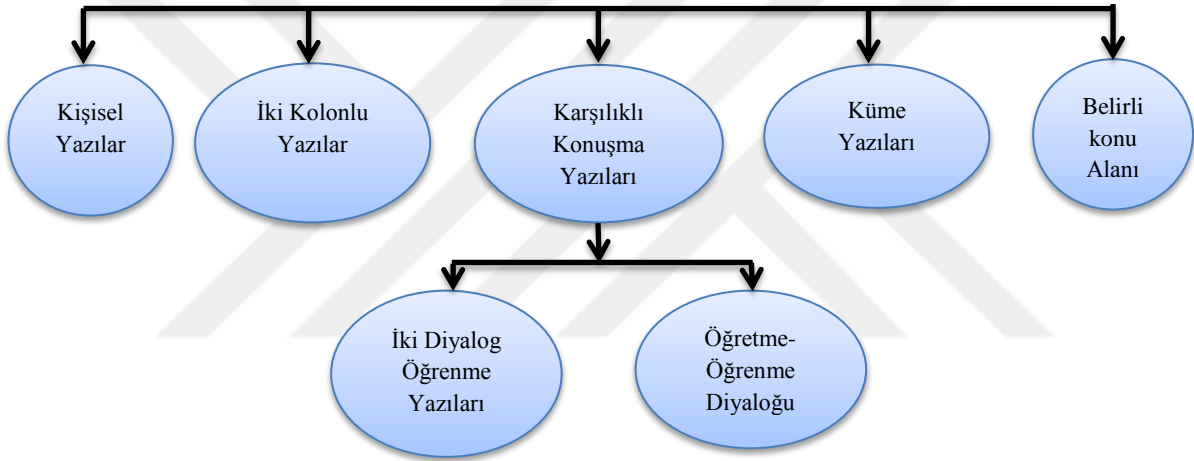 Kişisel
Yazılar
İki Kolonlu
Yazılar
Karşılıklı
Konuşma
Yazıları
Küme
Yazıları
Belirli
konu
Alanı
İki Diyalog
Öğrenme
Yazıları
Öğretme-
Öğrenme
Diyaloğu